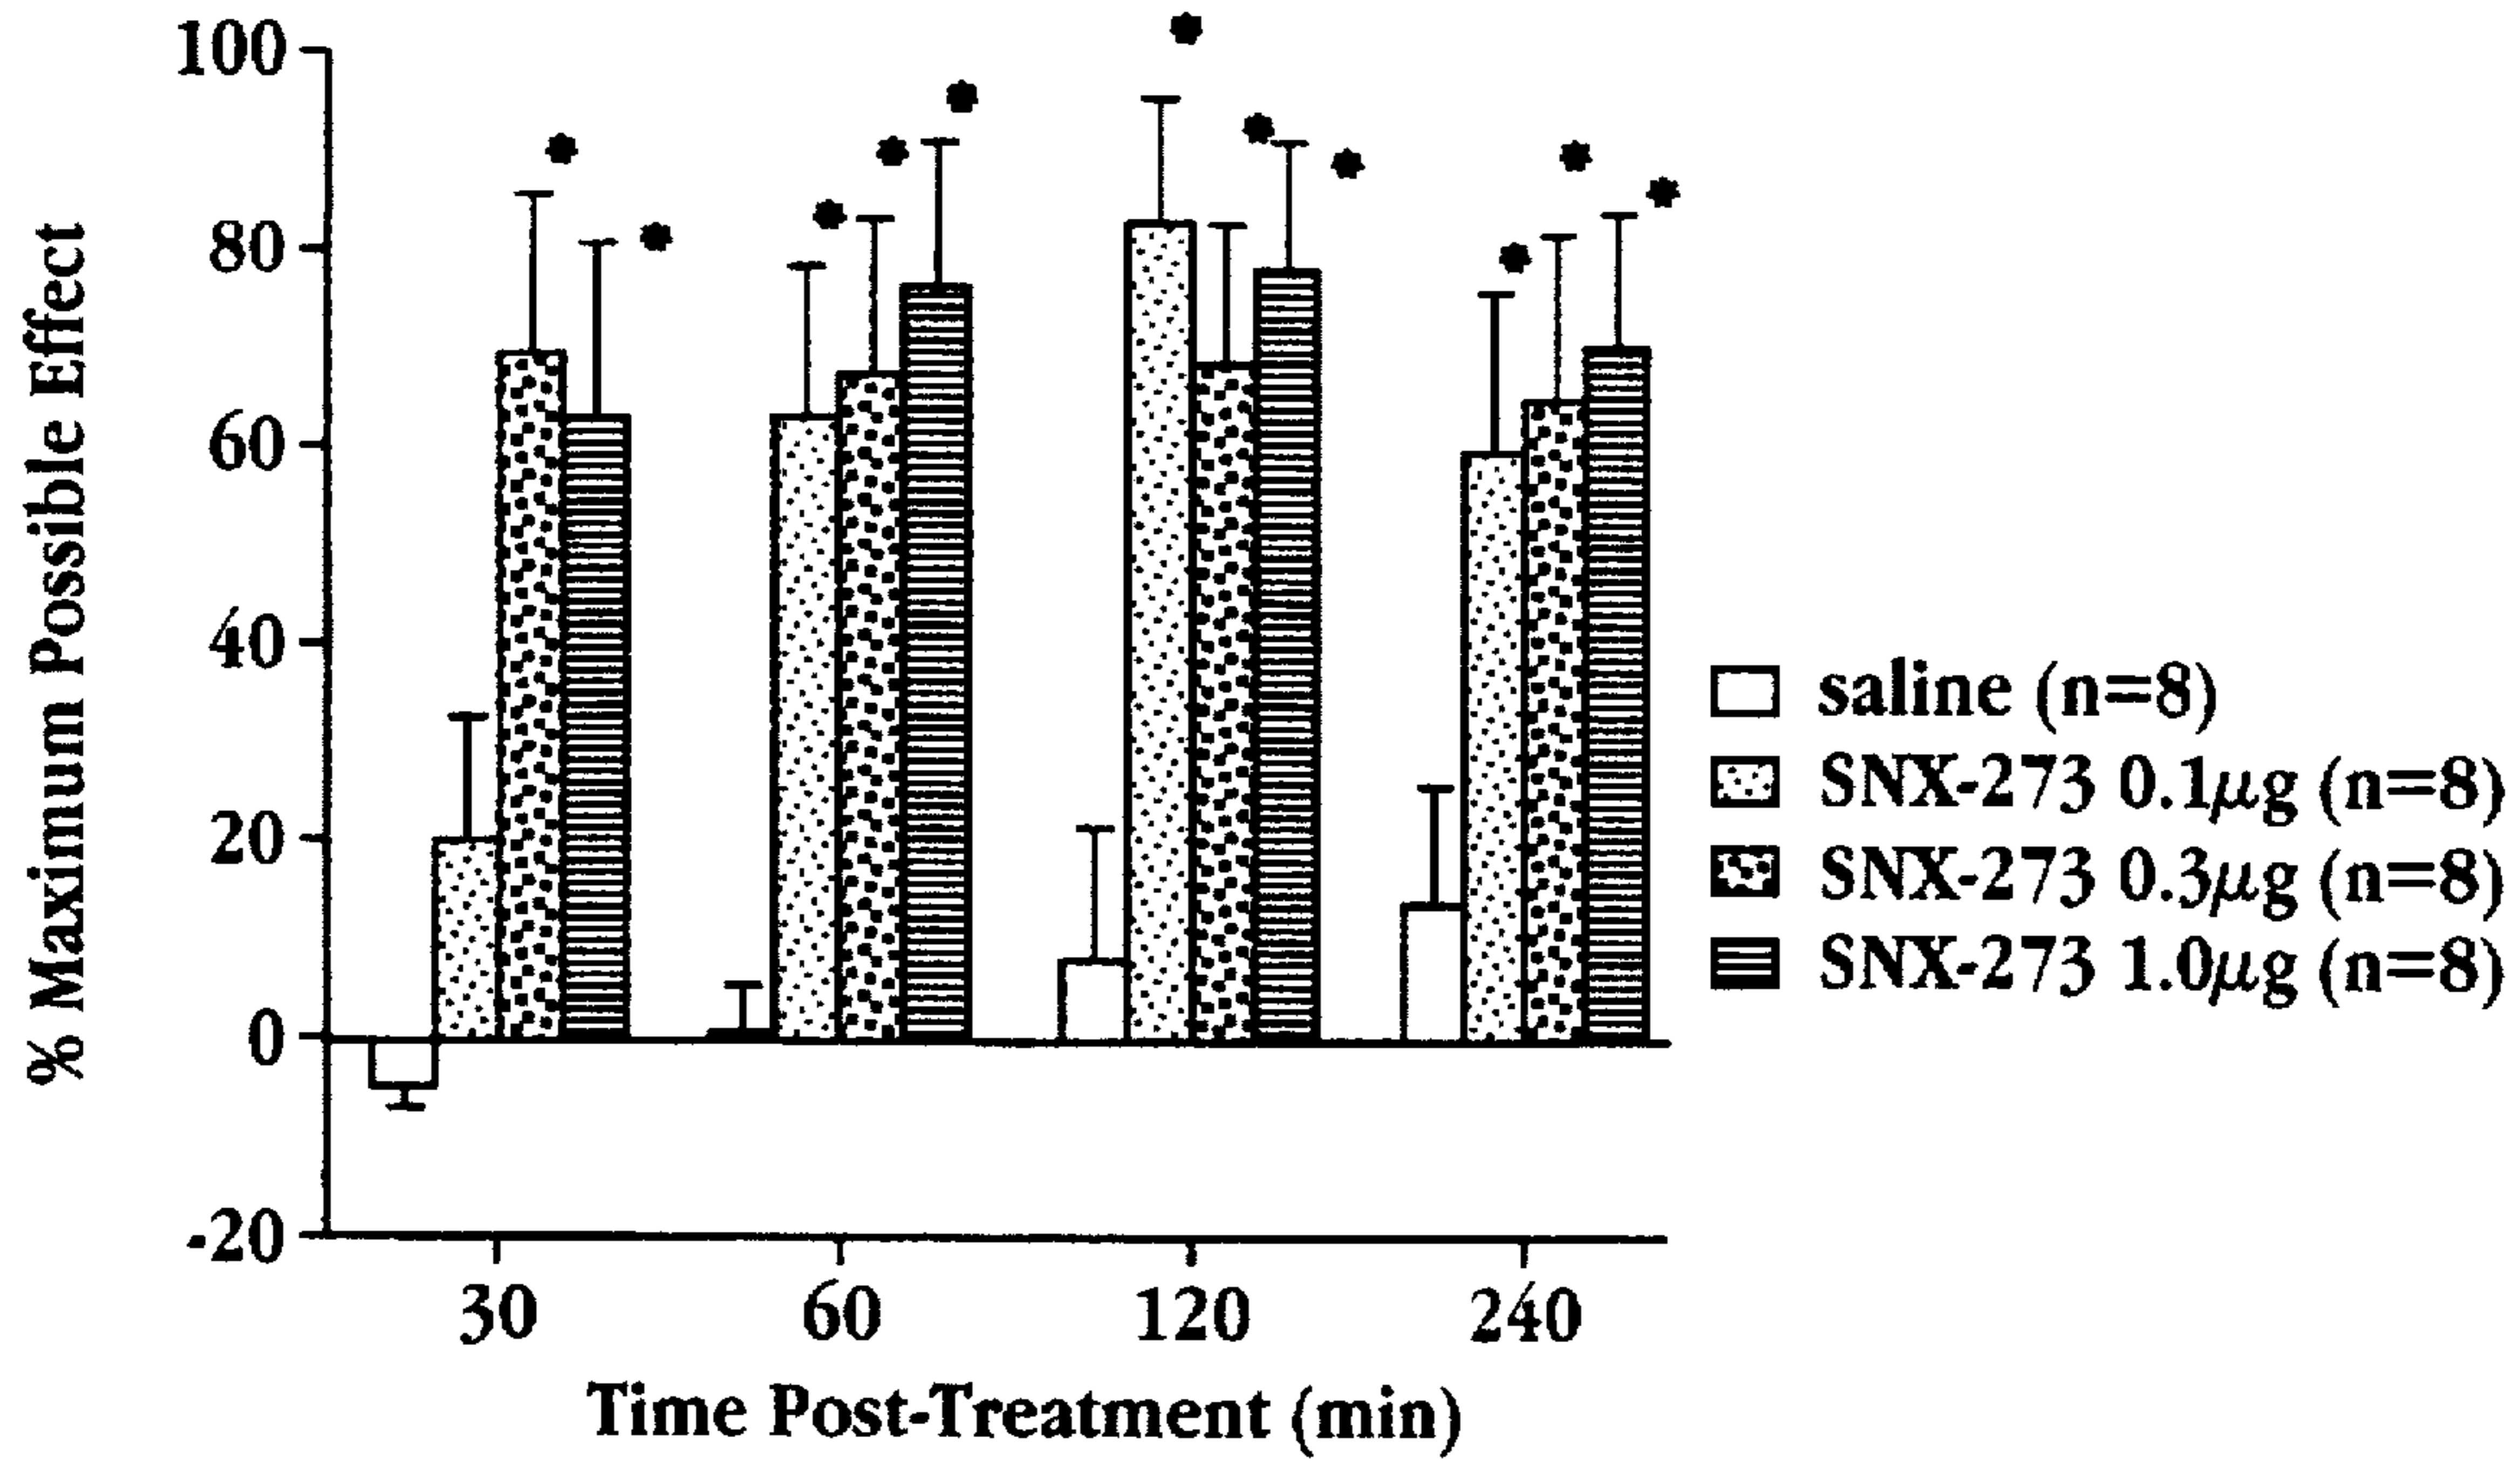 % Maximum Possible Effect
100
80
60
40
20
0
-20
30 60 120 240
Time Post-Treatment (min)
saline (n=8)
SNX-273 0.1μg (n=8)
SNX-273 0.3μg (n=8)
SNX-273 1.0μg (n=8)